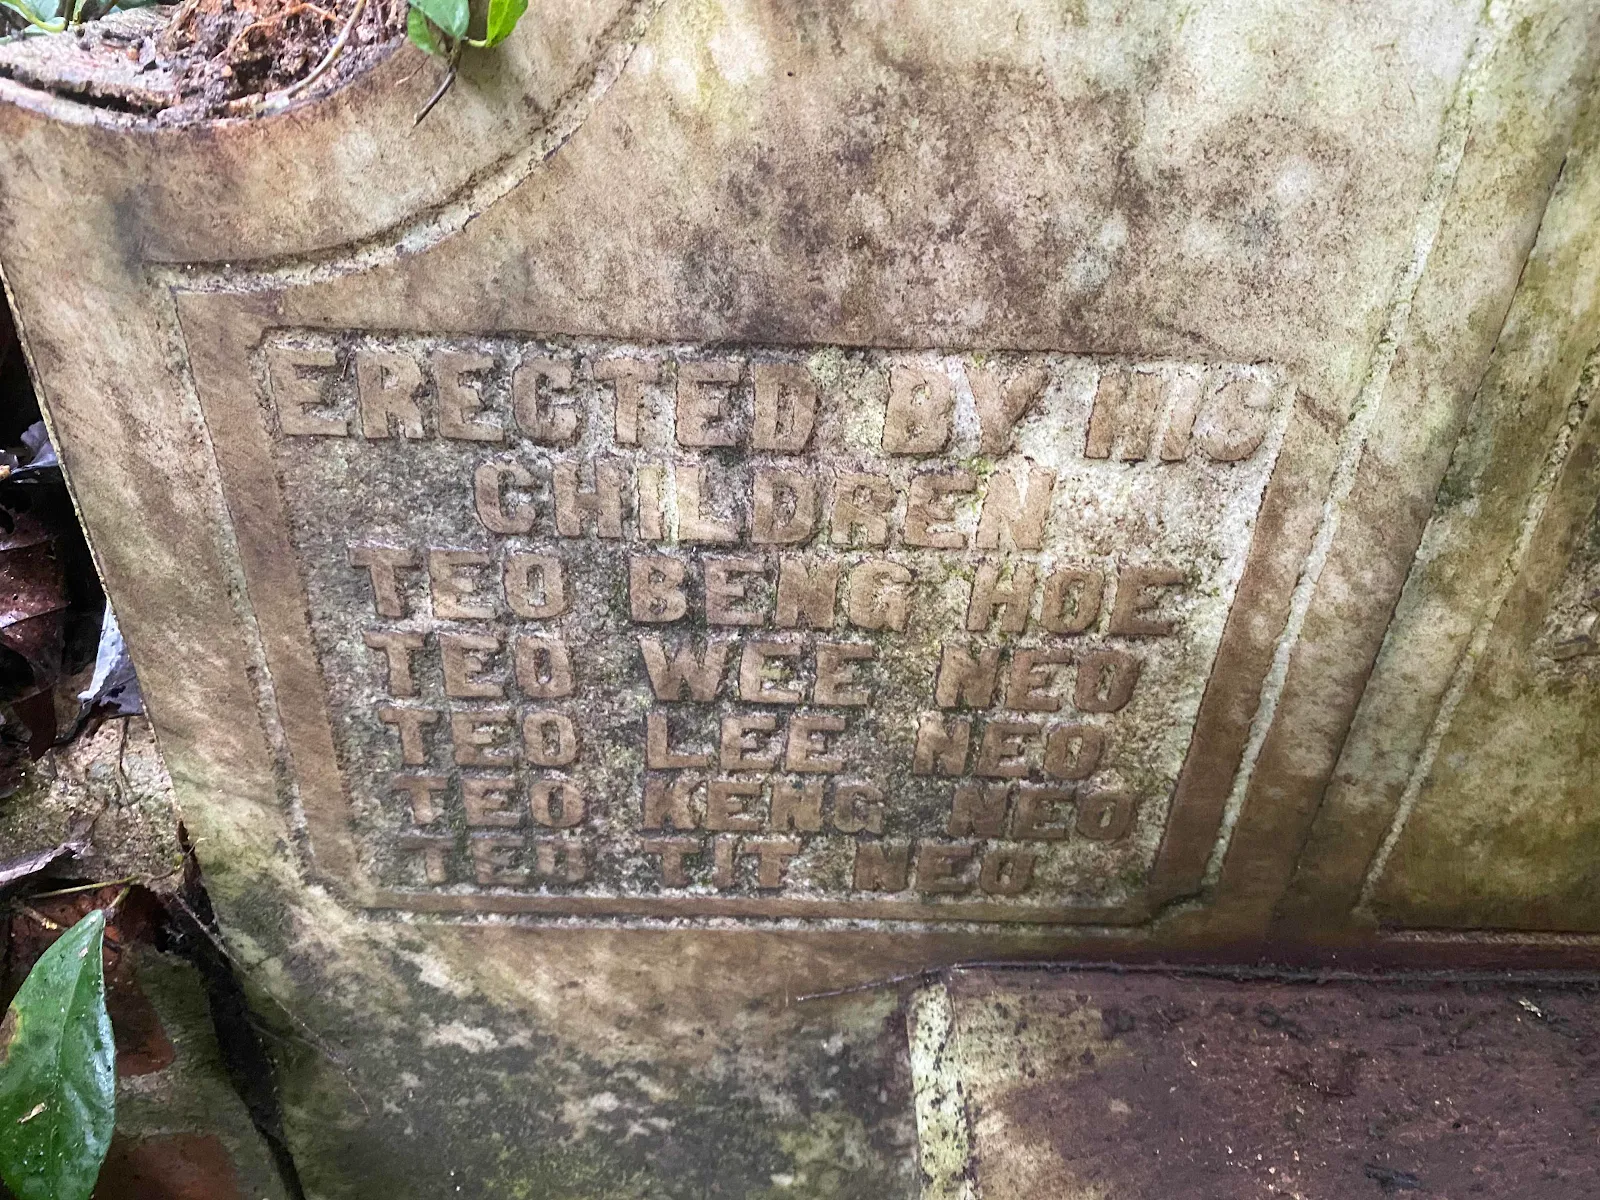 ERECTED BY HIS
CHILDREN
TEO BENG HOE
TEO WEE NEO
TEO LEE NEO
TEO KENG NEO
TEO TIT NEO